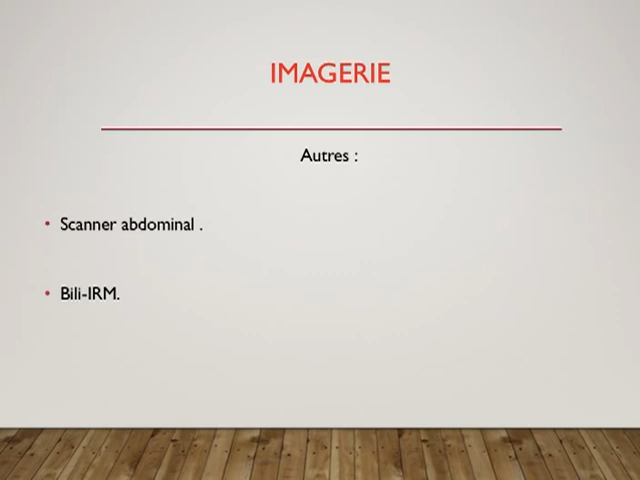 IMAGERIE
Autres :
• Scanner abdominal .
• Bili-IRM.